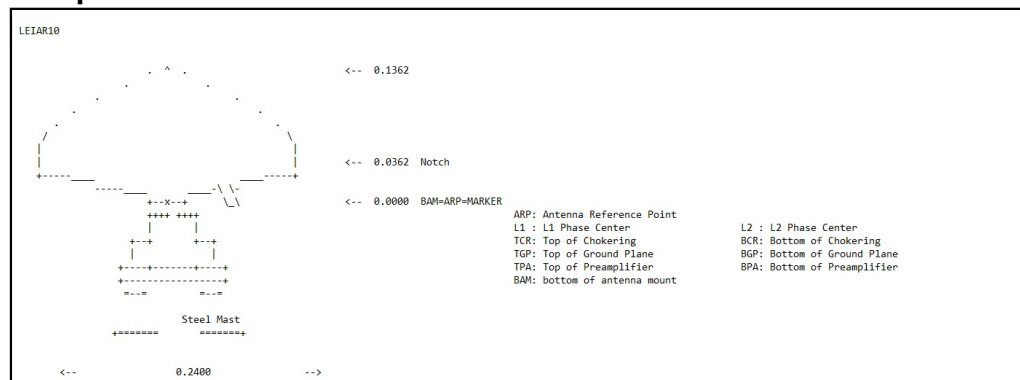 LEIAR10
<-- 0.1362
<-- 0.0362 Notch
<-- 0.0000 BAM=ARP=MARKER
ARP: Antenna Reference Point
L1 : L1 Phase Center L2 : L2 Phase Center
TCR: Top of Chokering BCR: Bottom of Chokering
TGP: Top of Ground Plane BGP: Bottom of Ground Plane
TPA: Top of Preamplifier BPA: Bottom of Preamplifier
BAM: bottom of antenna mount
Steel Mast
<-- 0.2400 -->